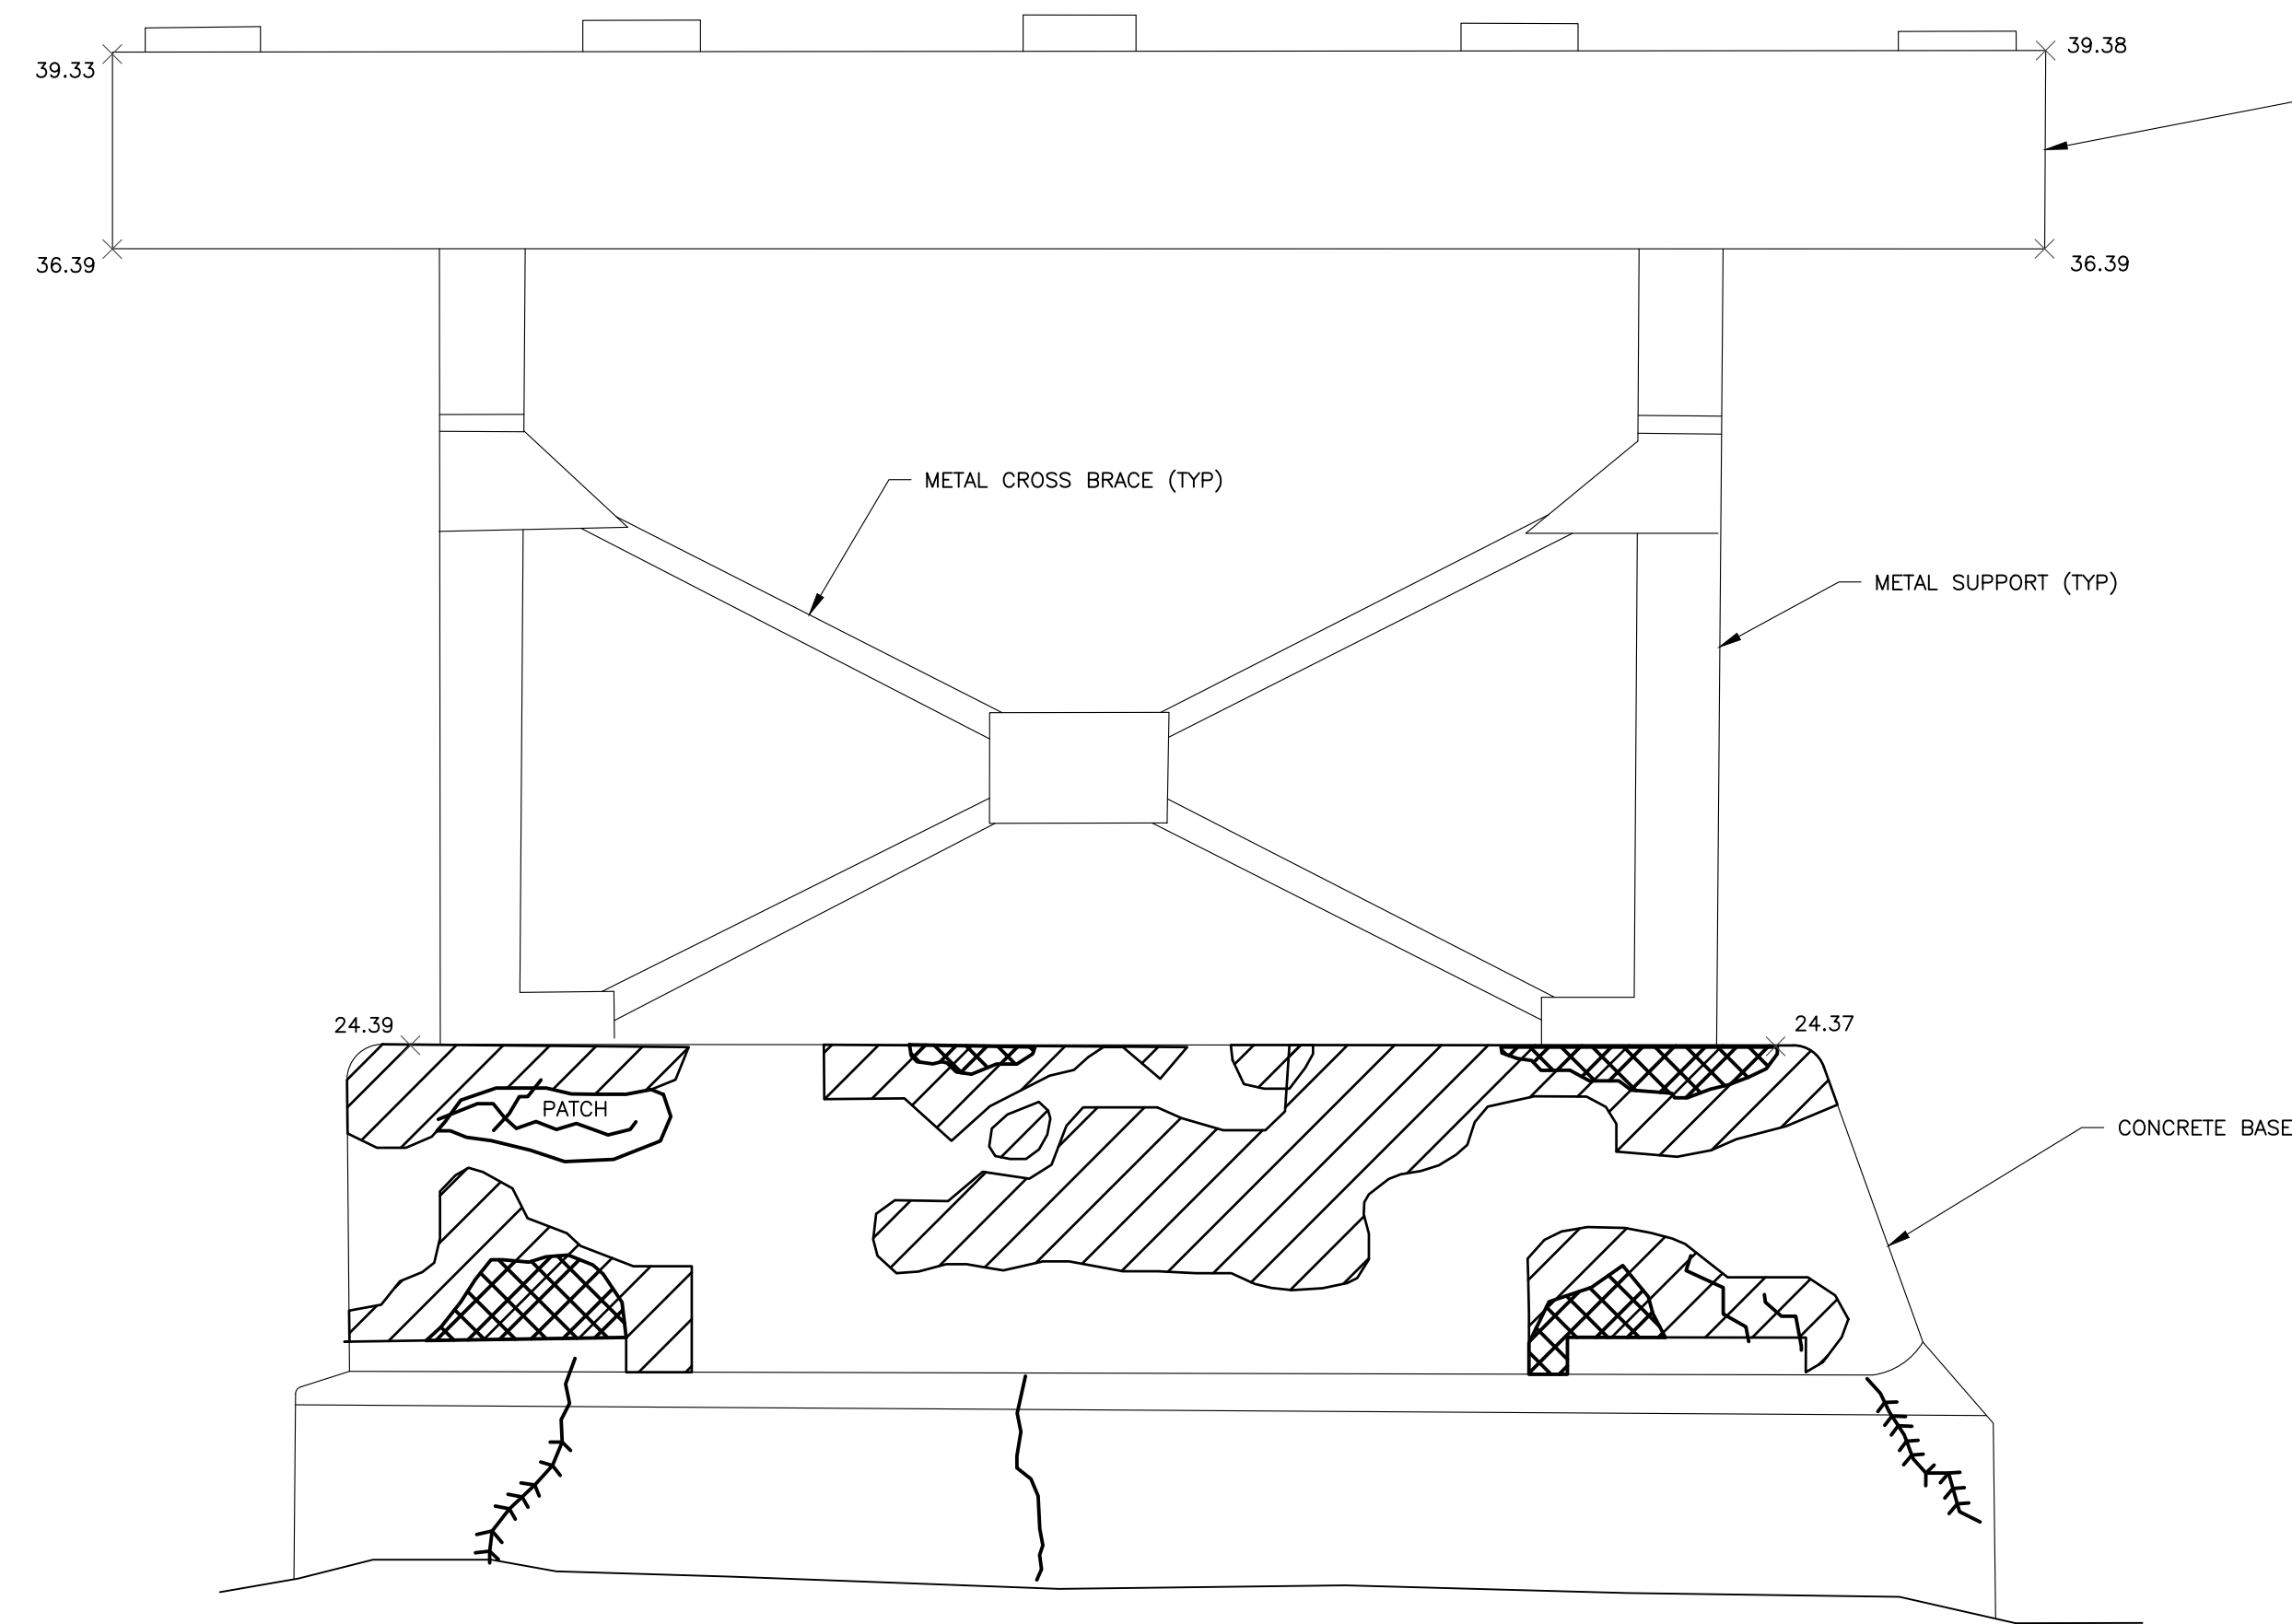 39.33
39.38
36.39
36.39
METAL CROSS BRACE (TYP)
METAL SUPPORT (TYP)
24.39
24.37
PATCH
CONCRETE BASE